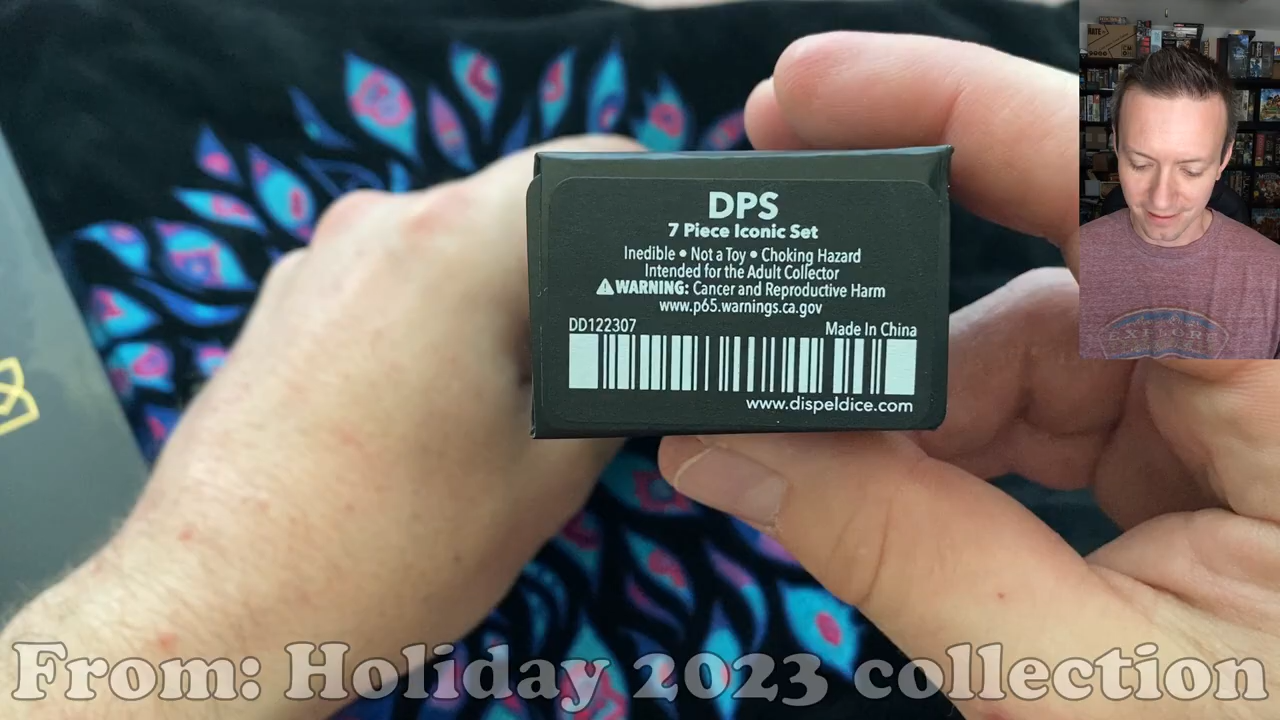 DPS
7 Piece Iconic Set
Inedible • Not a Toy • Choking Hazard
Intended for the Adult Collector
⚠WARNING: Cancer and Reproductive Harm
www.p65.warnings.ca.gov
DD122307 Made In China
www.dispeldice.com
From: Holiday 2023 collection